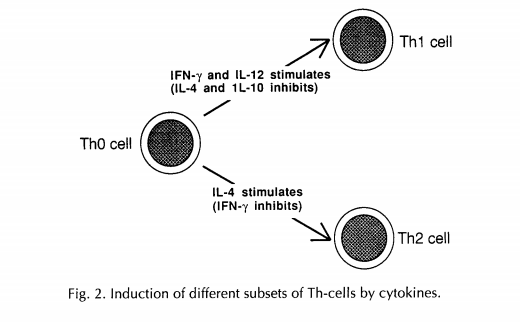 Th1 cell
IFN-γ and IL-12 stimulates
(IL-4 and 1L-10 inhibits)
Th0 cell
IL-4 stimulates
(IFN-γ inhibits)
Th2 cell
Fig. 2. Induction of different subsets of Th-cells by cytokines.